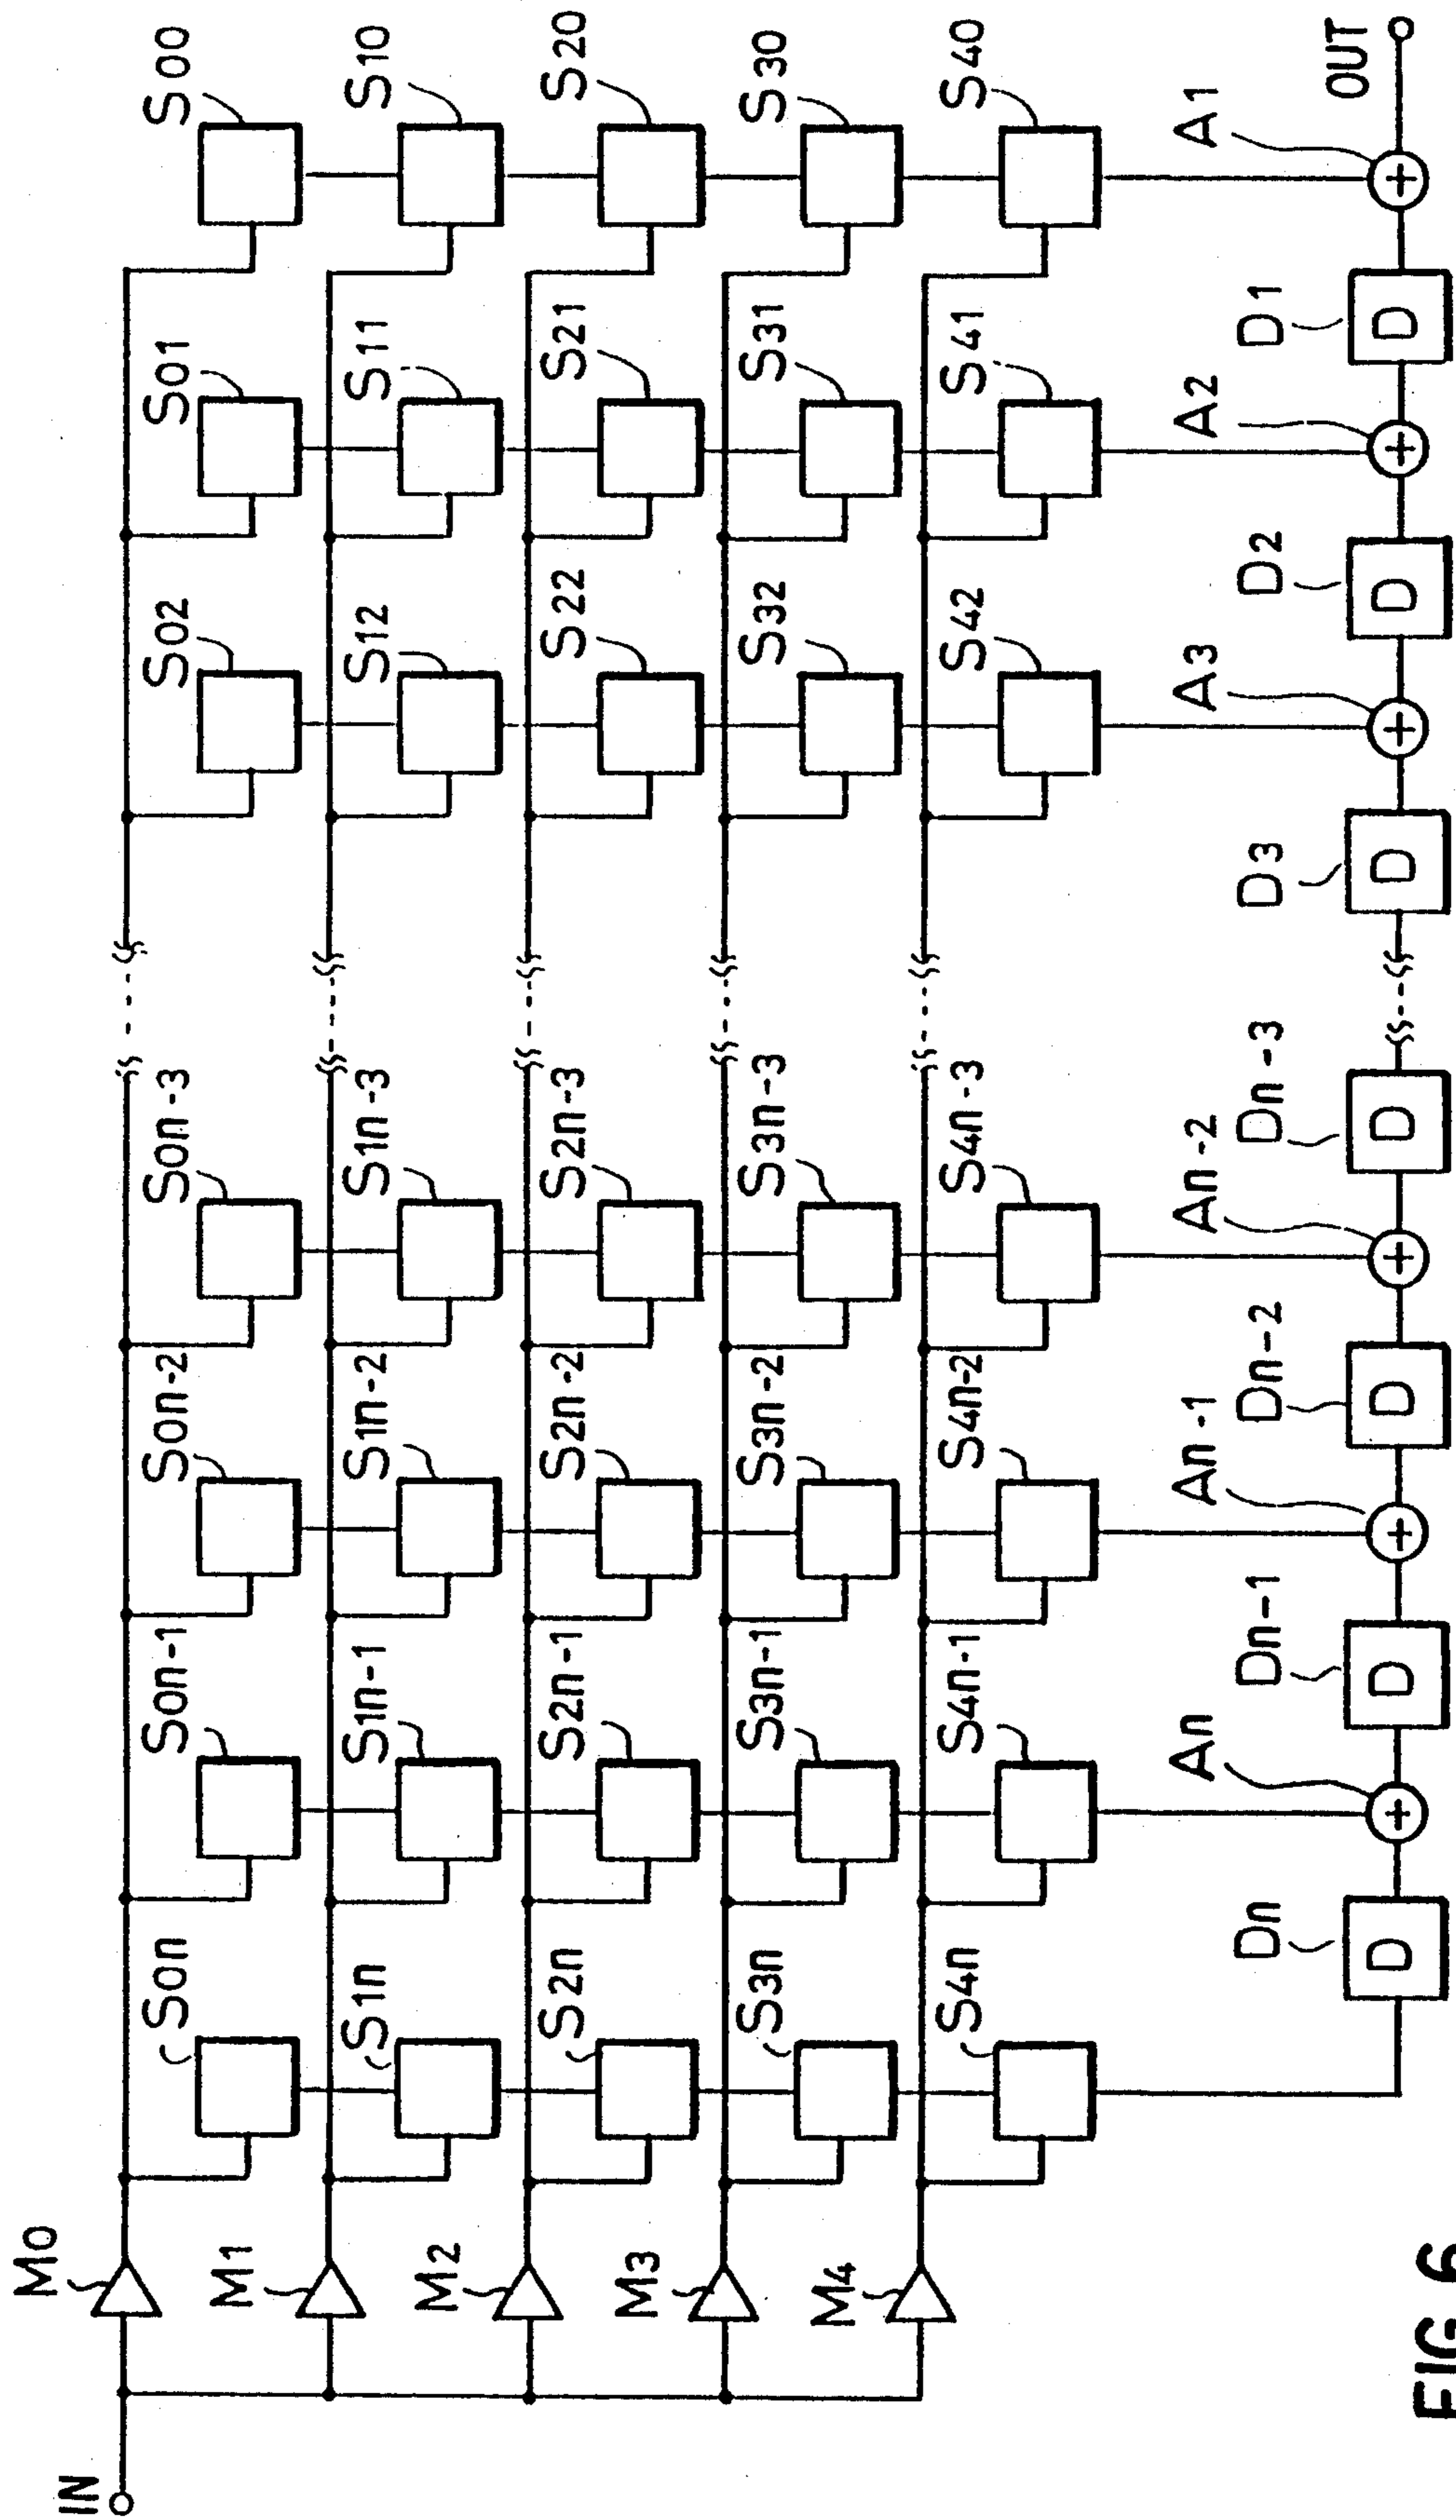 IN
M0
S0n
S0n-1
S0n-2
S0n-3
S02
S01
S00
M1
S1n
S1n-1
S1n-2
S1n-3
S12
S11
S10
M2
S2n
S2n-1
S2n-2
S2n-3
S22
S21
S20
M3
S3n
S3n-1
S3n-2
S3n-3
S32
S31
S30
M4
S4n
S4n-1
S4n-2
S4n-3
S42
S41
S40
An
An-1
An-2
A3
A2
A1
Dn
Dn-1
Dn-2
Dn-3
D3
D2
D1
OUT
D
+
D
+
D
+
D
D
+
D
+
D
+
FIG 6